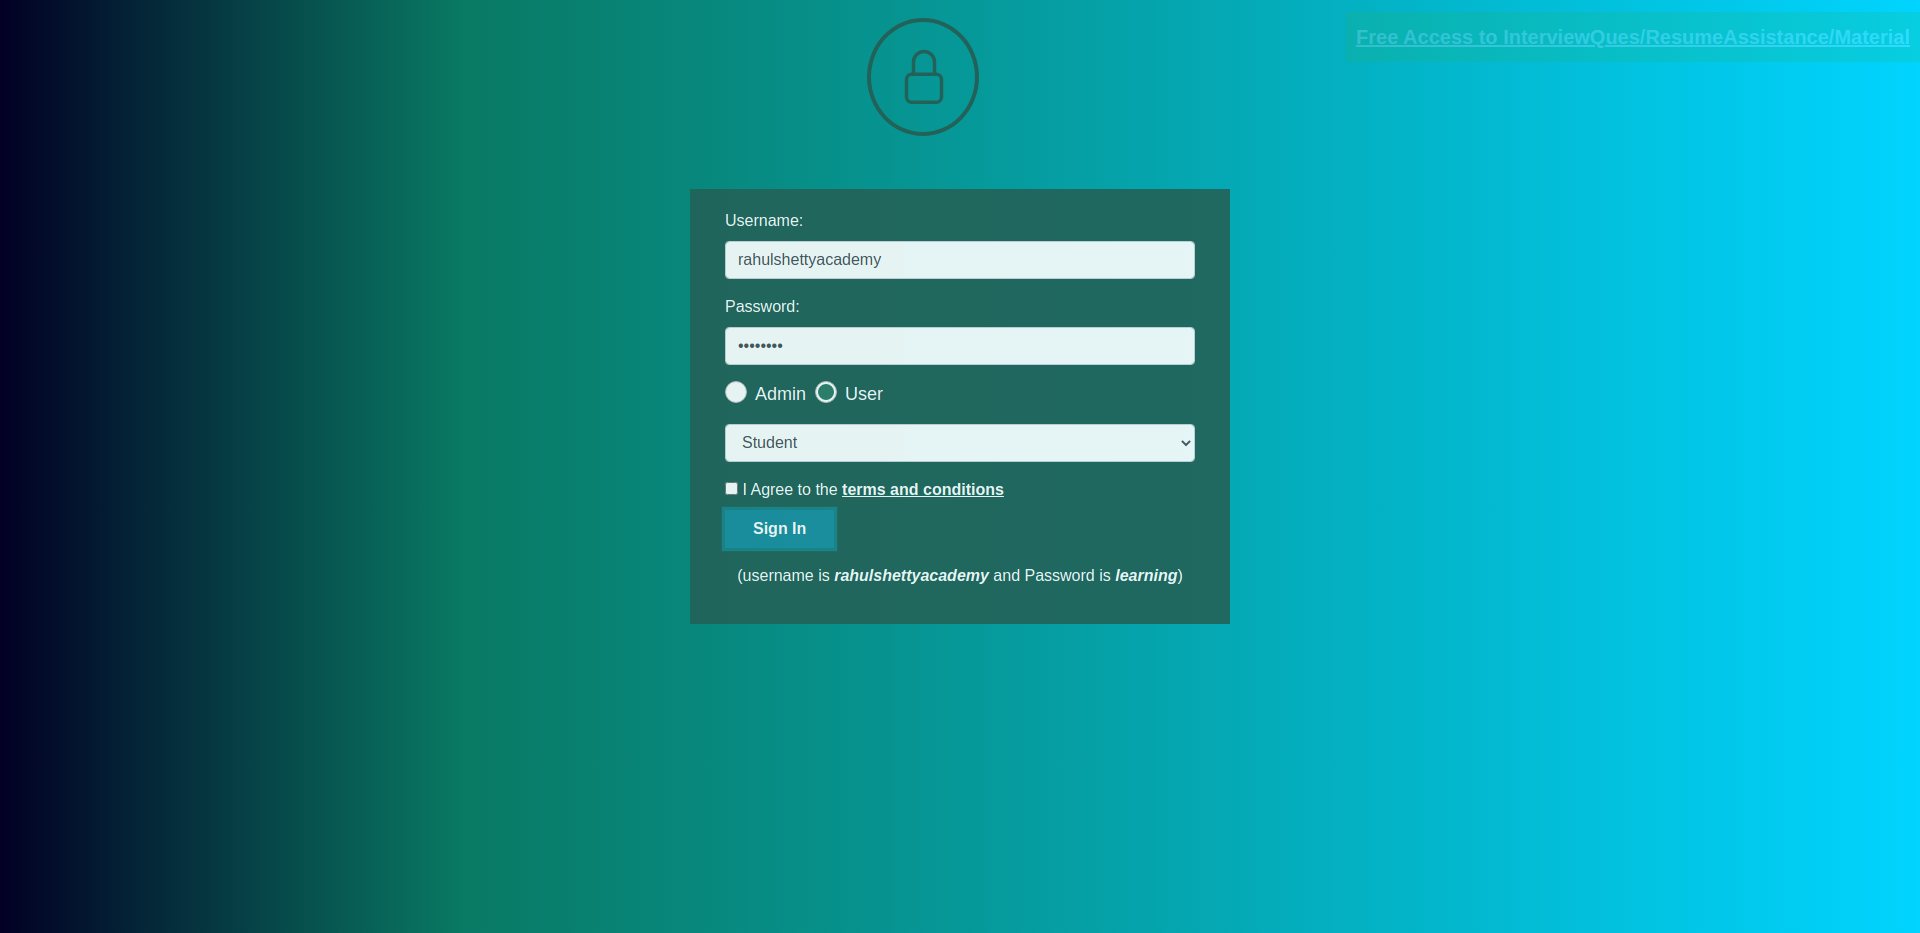 Free Access to InterviewQues/ResumeAssistance/Material
Username:
rahulshettyacademy
Password:
••••••••
Admin User
Student
I Agree to the terms and conditions
Sign In
(username is rahulshettyacademy and Password is learning)